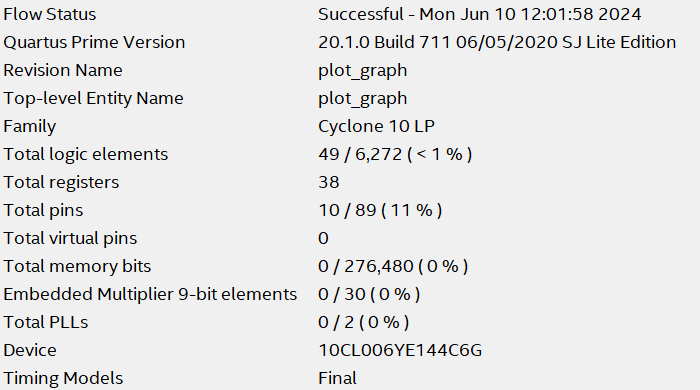 Flow Status Successful - Mon Jun 10 12:01:58 2024
Quartus Prime Version 20.1.0 Build 711 06/05/2020 SJ Lite Edition
Revision Name plot_graph
Top-level Entity Name plot_graph
Family Cyclone 10 LP
Total logic elements 49 / 6,272 ( < 1 % )
Total registers 38
Total pins 10 / 89 ( 11 % )
Total virtual pins 0
Total memory bits 0 / 276,480 ( 0 % )
Embedded Multiplier 9-bit elements 0 / 30 ( 0 % )
Total PLLs 0 / 2 ( 0 % )
Device 10CL006YE144C6G
Timing Models Final